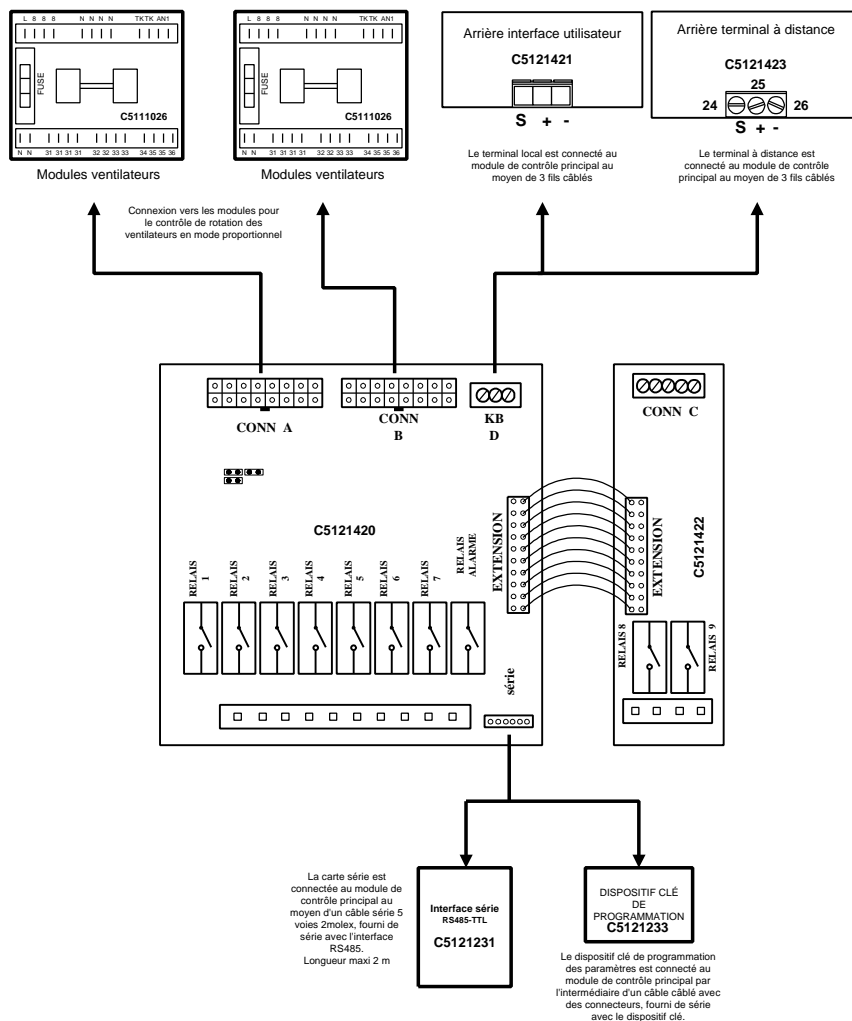 L 8 8 8 N N N N TK TK AN1
FUSE
C5111026
N N 31 31 31 31 32 32 33 33 34 35 35 36
Modules ventilateurs
L 8 8 8 N N N N TK TK AN1
FUSE
C5111026
N N 31 31 31 31 32 32 33 33 34 35 35 36
Modules ventilateurs
Connexion vers les modules pour
le contrôle de rotation des
ventilateurs en mode proportionnel
Arrière interface utilisateur
C5121421
S + -
Le terminal local est connecté au
module de contrôle principal au
moyen de 3 fils câblés
Arrière terminal à distance
C5121423
25
24 26
S + -
Le terminal à distance est
connecté au module de contrôle
principal au moyen de 3 fils câblés
CONN A
CONN
B
KB
D
C5121420
EXTENSION
RELAIS
1
RELAIS
2
RELAIS
3
RELAIS
4
RELAIS
5
RELAIS
6
RELAIS
7
RELAIS
ALARME
série
CONN C
EXTENSION
C5121422
RELAIS 8
RELAIS 9
La carte série est
connectée au module de
contrôle principal au
moyen d'un câble série 5
voies 2molex, fourni de
série avec l'interface
RS485.
Longueur maxi 2 m
Interface série
RS485-TTL
C5121231
DISPOSITIF CLÉ
DE
PROGRAMMATION
C5121233
Le dispositif clé de programmation
des paramètres est connecté au
module de contrôle principal par
l'intermédiaire d'un câble câblé avec
des connecteurs, fourni de série
avec le dispositif clé.